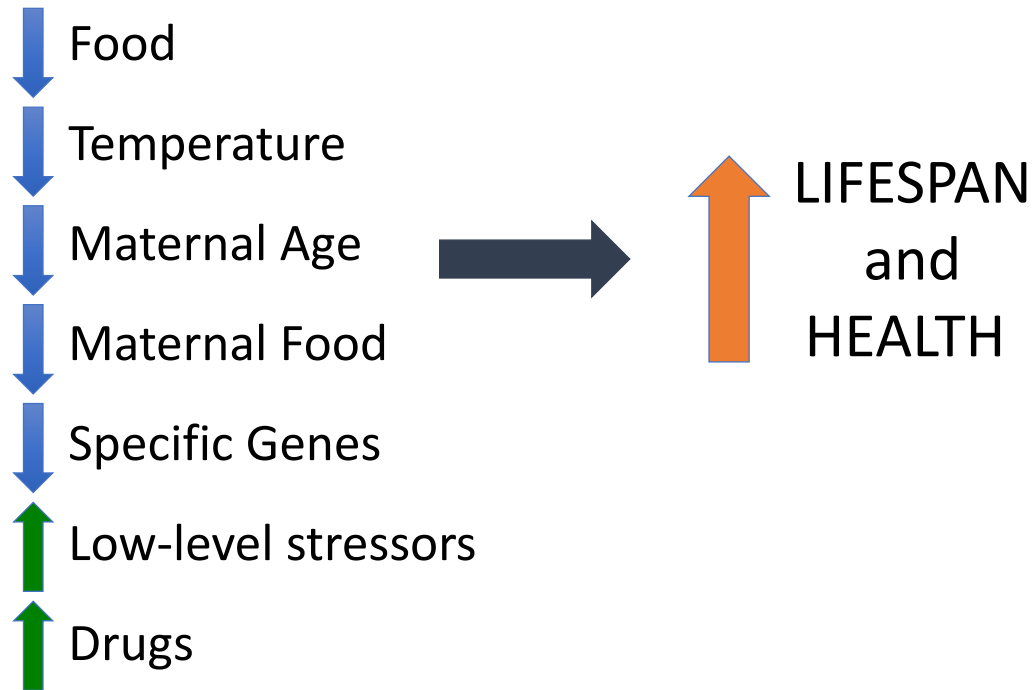 Food
Temperature
Maternal Age
Maternal Food
Specific Genes
Low-level stressors
Drugs
LIFESPAN
and
HEALTH